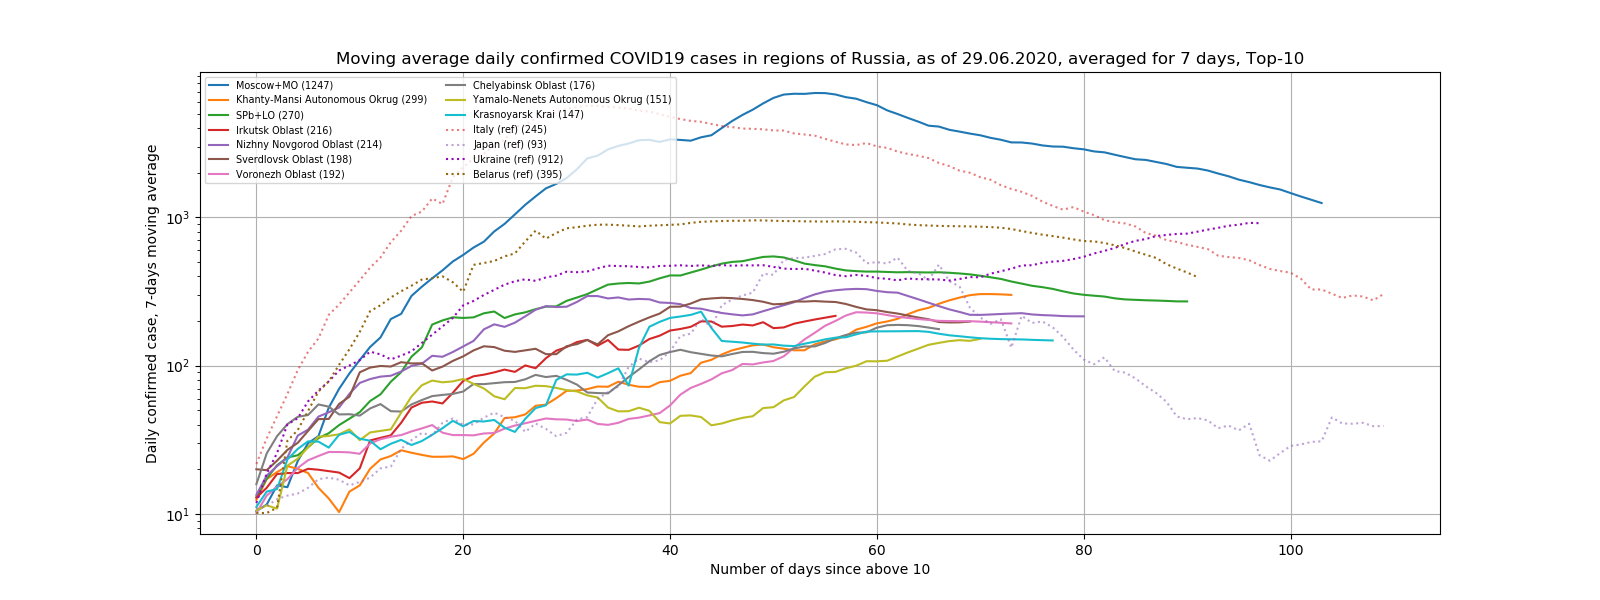 Moving average daily confirmed COVID19 cases in regions of Russia, as of 29.06.2020, averaged for 7 days, Top-10
Moscow+MO (1247)
Khanty-Mansi Autonomous Okrug (299)
SPb+LO (270)
Irkutsk Oblast (216)
Nizhny Novgorod Oblast (214)
Sverdlovsk Oblast (198)
Voronezh Oblast (192)
Chelyabinsk Oblast (176)
Yamalo-Nenets Autonomous Okrug (151)
Krasnoyarsk Krai (147)
Italy (ref) (245)
Japan (ref) (93)
Ukraine (ref) (912)
Belarus (ref) (395)
Daily confirmed case, 7-days moving average
10³
10²
10¹
0 20 40 60 80 100
Number of days since above 10